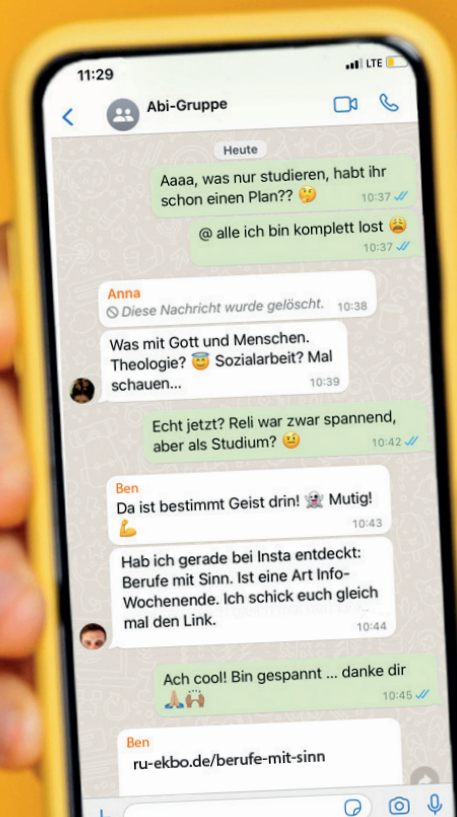 11:29
LTE
Abi-Gruppe
Heute
Aaaa, was nur studieren, habt ihr
schon einen Plan?? 🤔
10:37
@ alle ich bin komplett lost 😩
10:37
Anna
Diese Nachricht wurde gelöscht.
10:38
Was mit Gott und Menschen.
Theologie? 😇 Sozialarbeit? Mal
schauen...
10:39
Echt jetzt? Reli war zwar spannend,
aber als Studium? 🤨
10:42
Ben
Da ist bestimmt Geist drin! 👻 Mutig!
💪
10:43
Hab ich gerade bei Insta entdeckt:
Berufe mit Sinn. Ist eine Art Info-
Wochenende. Ich schick euch gleich
mal den Link.
10:44
Ach cool! Bin gespannt ... danke dir
🙏🏼🙌🏽
10:45
Ben
ru-ekbo.de/berufe-mit-sinn